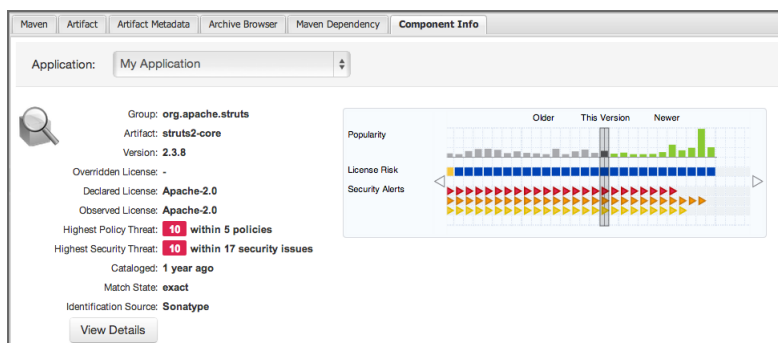 Maven Artifact Artifact Metadata Archive Browser Maven Dependency Component Info
Application: My Application
Group: org.apache.struts
Artifact: struts2-core
Version: 2.3.8
Overridden License: -
Declared License: Apache-2.0
Observed License: Apache-2.0
Highest Policy Threat: 10 within 5 policies
Highest Security Threat: 10 within 17 security issues
Cataloged: 1 year ago
Match State: exact
Identification Source: Sonatype
View Details
Older This Version Newer
Popularity
License Risk
Security Alerts